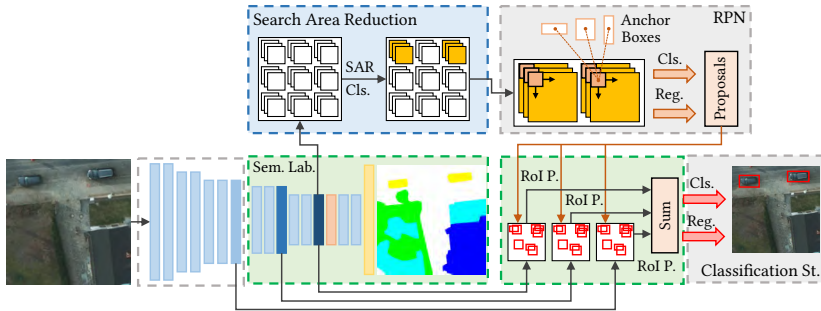 Search Area Reduction
SAR
Cls.
Anchor
Boxes
RPN
Cls.
Reg.
Proposals
Sem. Lab.
RoI P.
RoI P.
Sum
RoI P.
Cls.
Reg.
Classification St.